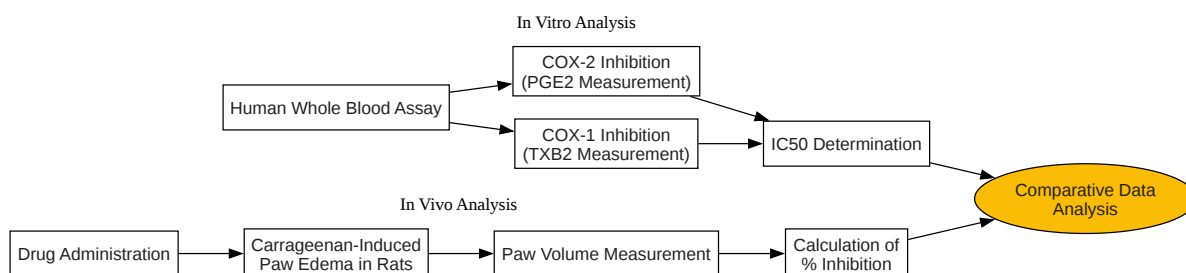 In Vitro Analysis
COX-2 Inhibition
(PGE2 Measurement)
Human Whole Blood Assay
COX-1 Inhibition
(TXB2 Measurement)
IC50 Determination
Comparative Data
Analysis
In Vivo Analysis
Drug Administration
Carrageenan-Induced
Paw Edema in Rats
Paw Volume Measurement
Calculation of
% Inhibition